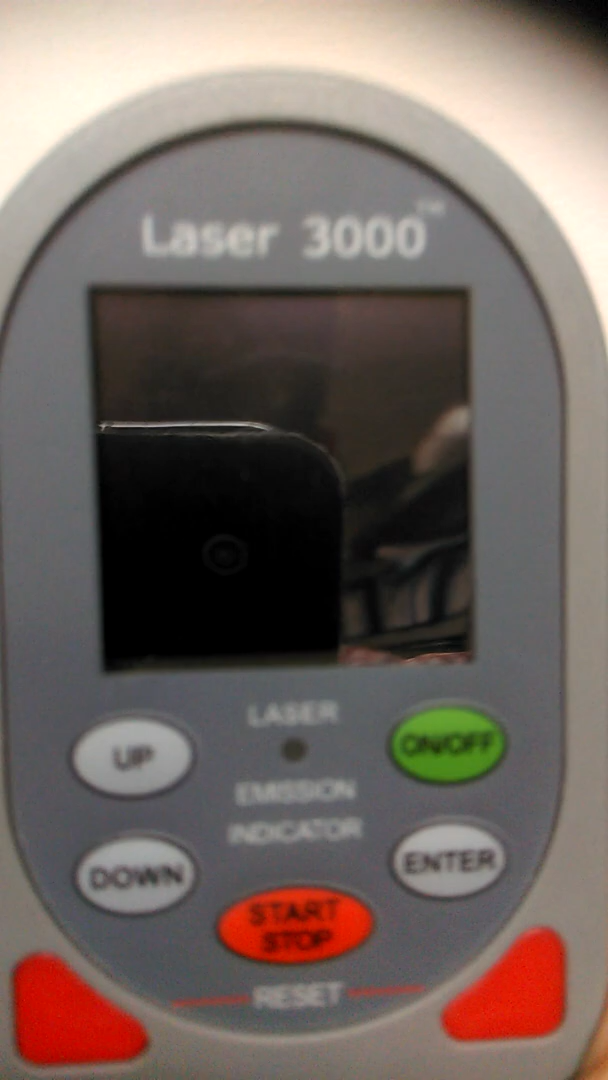 Laser 3000™
LASER
UP
ON/OFF
EMISSION
INDICATOR
DOWN
ENTER
START
STOP
RESET